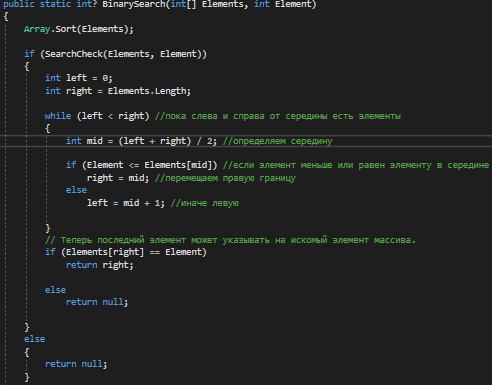 public static int? BinarySearch(int[] Elements, int Element)
{
Array.Sort(Elements);
if (SearchCheck(Elements, Element))
{
int left = 0;
int right = Elements.Length;
while (left < right) //пока слева и справа от середины есть элементы
{
int mid = (left + right) / 2; //определяем середину
if (Element <= Elements[mid]) //если элемент меньше или равен элементу в середине
right = mid; //перемещаем правую границу
else
left = mid + 1; //иначе левую
}
// Теперь последний элемент может указывать на искомый элемент массива.
if (Elements[right] == Element)
return right;
else
return null;
}
else
{
return null;
}